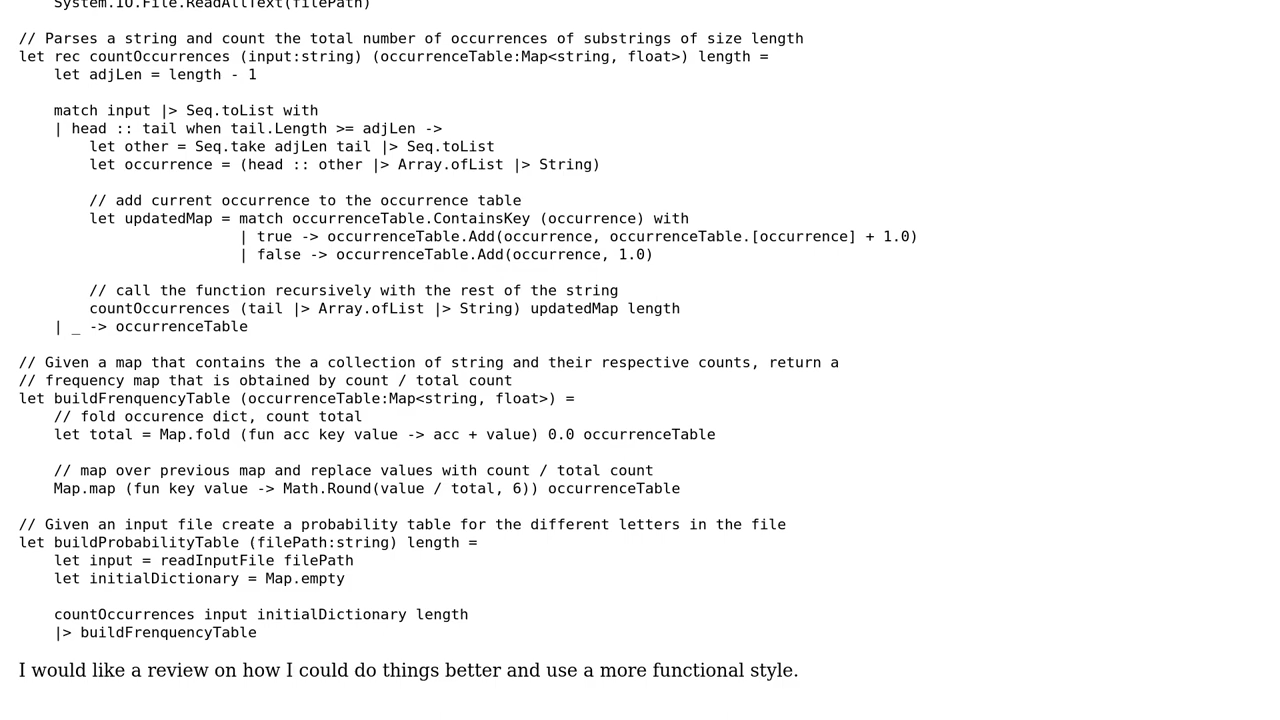 System.IO.File.ReadAllText(filePath)
// Parses a string and count the total number of occurrences of substrings of size length
let rec countOccurrences (input:string) (occurrenceTable:Map<string, float>) length =
    let adjLen = length - 1
    match input |> Seq.toList with
    | head :: tail when tail.Length >= adjLen ->
        let other = Seq.take adjLen tail |> Seq.toList
        let occurrence = (head :: other |> Array.ofList |> String)
        // add current occurrence to the occurrence table
        let updatedMap = match occurrenceTable.ContainsKey (occurrence) with
                         | true -> occurrenceTable.Add(occurrence, occurrenceTable.[occurrence] + 1.0)
                         | false -> occurrenceTable.Add(occurrence, 1.0)
        // call the function recursively with the rest of the string
        countOccurrences (tail |> Array.ofList |> String) updatedMap length
    | _ -> occurrenceTable
// Given a map that contains the a collection of string and their respective counts, return a
// frequency map that is obtained by count / total count
let buildFrenquencyTable (occurrenceTable:Map<string, float>) =
    // fold occurence dict, count total
    let total = Map.fold (fun acc key value -> acc + value) 0.0 occurrenceTable
    // map over previous map and replace values with count / total count
    Map.map (fun key value -> Math.Round(value / total, 6)) occurrenceTable
// Given an input file create a probability table for the different letters in the file
let buildProbabilityTable (filePath:string) length =
    let input = readInputFile filePath
    let initialDictionary = Map.empty
    countOccurrences input initialDictionary length
    |> buildFrenquencyTable
I would like a review on how I could do things better and use a more functional style.